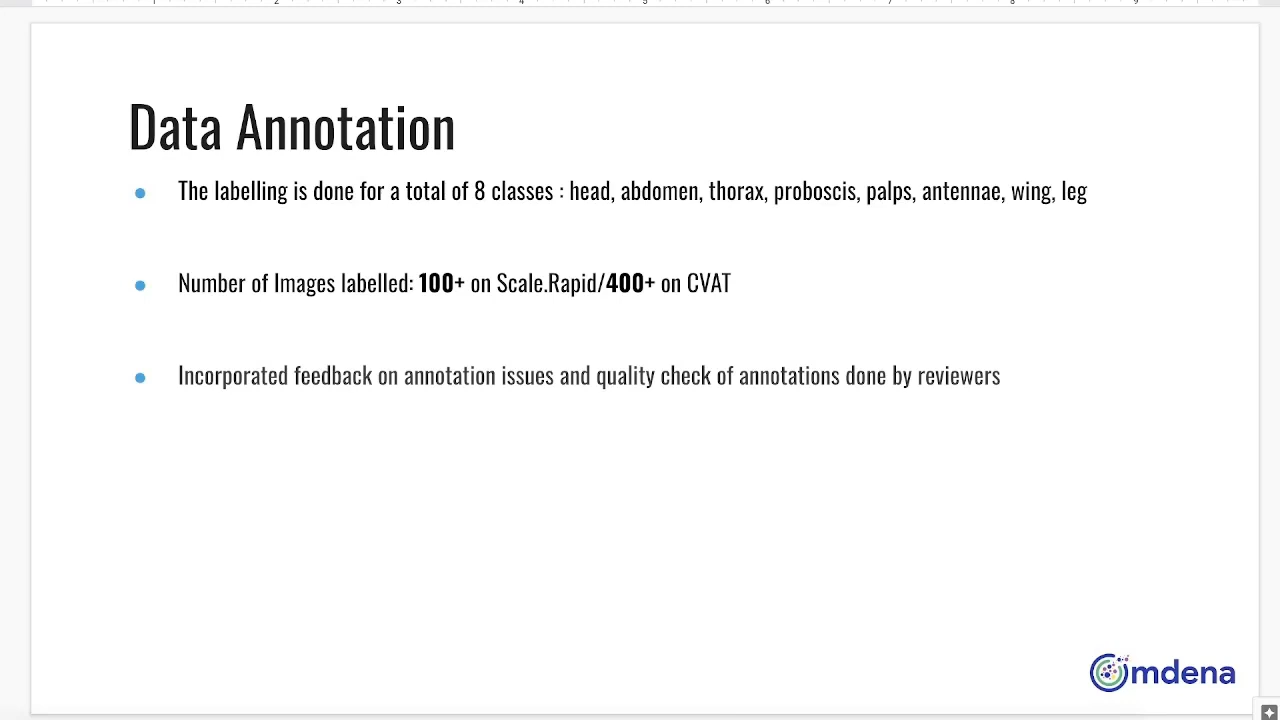 Data Annotation
The labelling is done for a total of 8 classes : head, abdomen, thorax, proboscis, palps, antennae, wing, leg
Number of Images labelled: 100+ on Scale.Rapid/400+ on CVAT
Incorporated feedback on annotation issues and quality check of annotations done by reviewers
Omdena